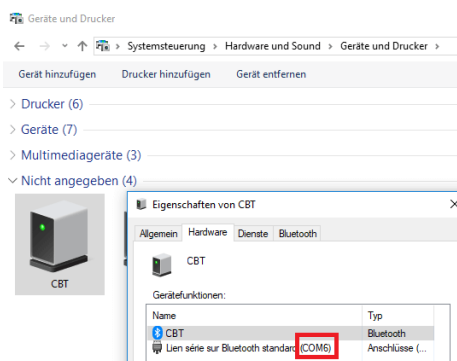 Geräte und Drucker
Systemsteuerung > Hardware und Sound > Geräte und Drucker >
Gerät hinzufügen Drucker hinzufügen Gerät entfernen
> Drucker (6)
> Geräte (7)
> Multimediageräte (3)
Nicht angegeben (4)
CBT
Eigenschaften von CBT
Allgemein Hardware Dienste Bluetooth
CBT
Gerätefunktionen:
Name Typ
CBT Bluetooth
Lien série sur Bluetooth standard (COM6) Anschlüsse (...